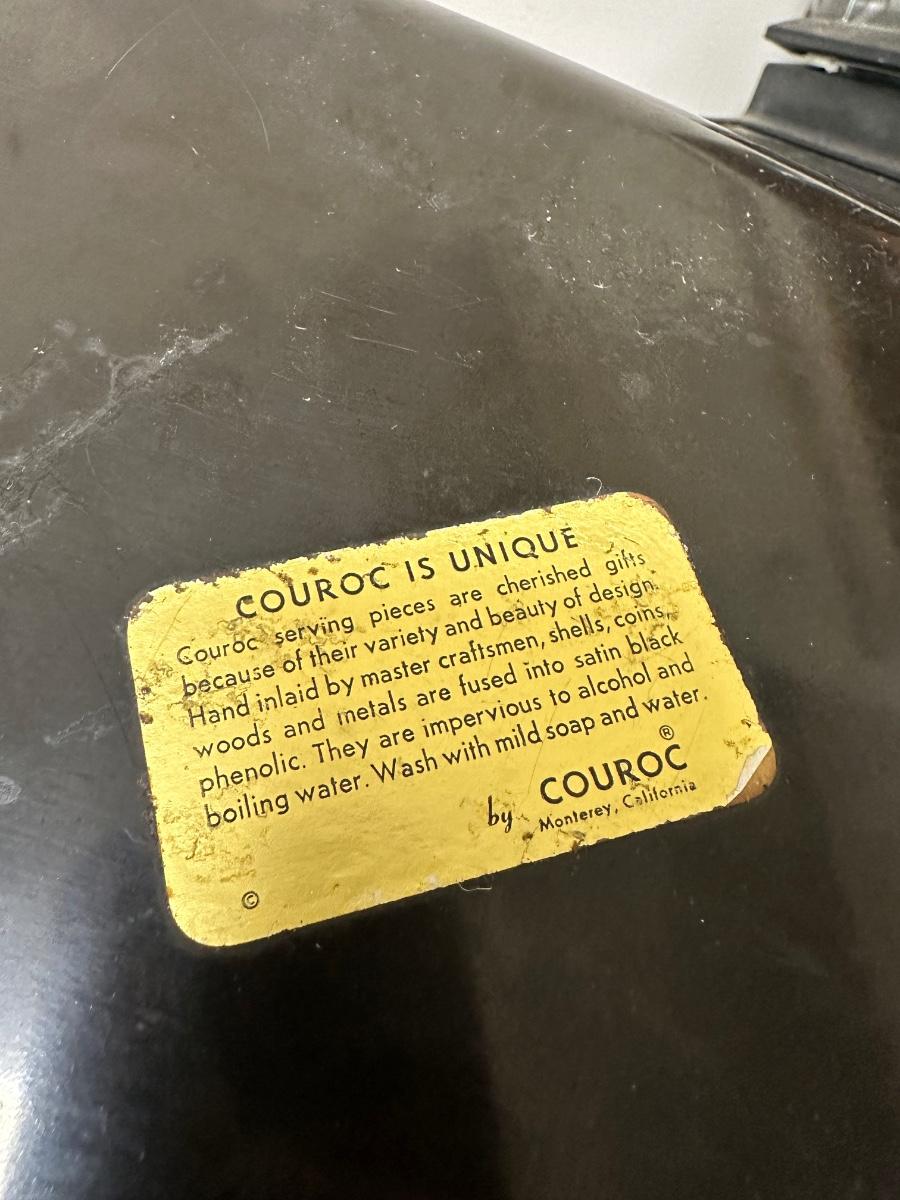 COUROC IS UNIQUE
Couroc serving pieces are cherished gifts
because of their variety and beauty of design.
Hand inlaid by master craftsmen, shells, coins,
woods and metals are fused into satin black
phenolic. They are impervious to alcohol and
boiling water. Wash with mild soap and water.
by COUROC®
Monterey, California
©